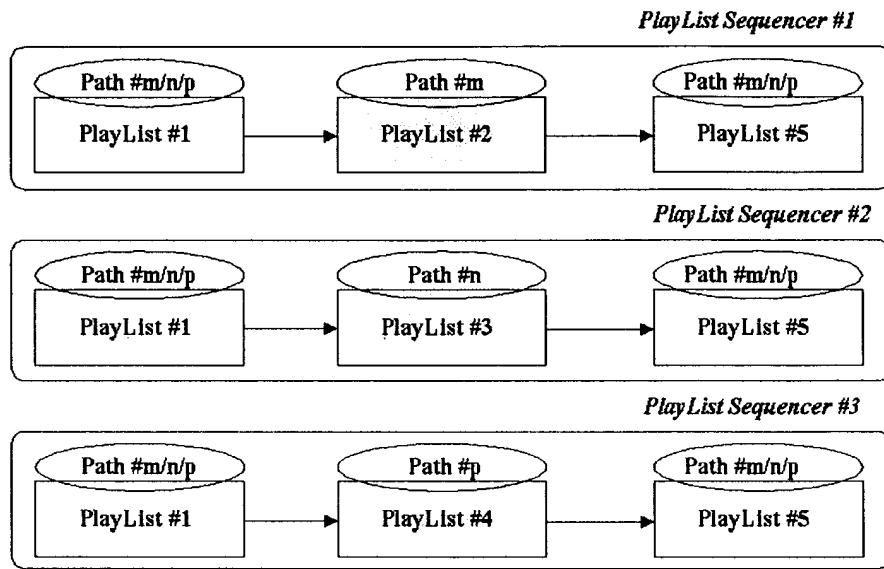 PlayList Sequencer #1
Path #m/n/p
Path #m
Path #m/n/p
PlayList #1
PlayList #2
PlayList #5
PlayList Sequencer #2
Path #m/n/p
Path #n
Path #m/n/p
PlayList #1
PlayList #3
PlayList #5
PlayList Sequencer #3
Path #m/n/p
Path #p
Path #m/n/p
PlayList #1
PlayList #4
PlayList #5